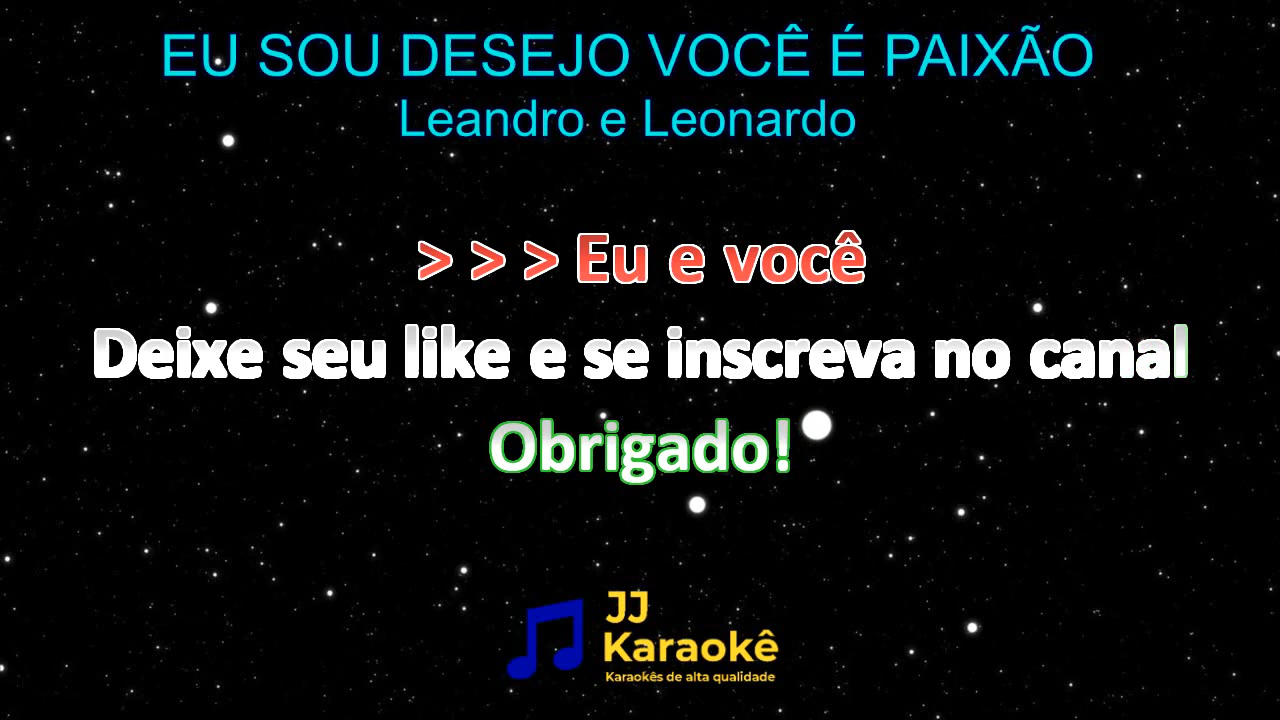 EU SOU DESEJO VOCÊ É PAIXÃO
Leandro e Leonardo
> > > Eu e você
Deixe seu like e se inscreva no canal
Obrigado!
JJ
Karaokê
Karaokês de alta qualidade